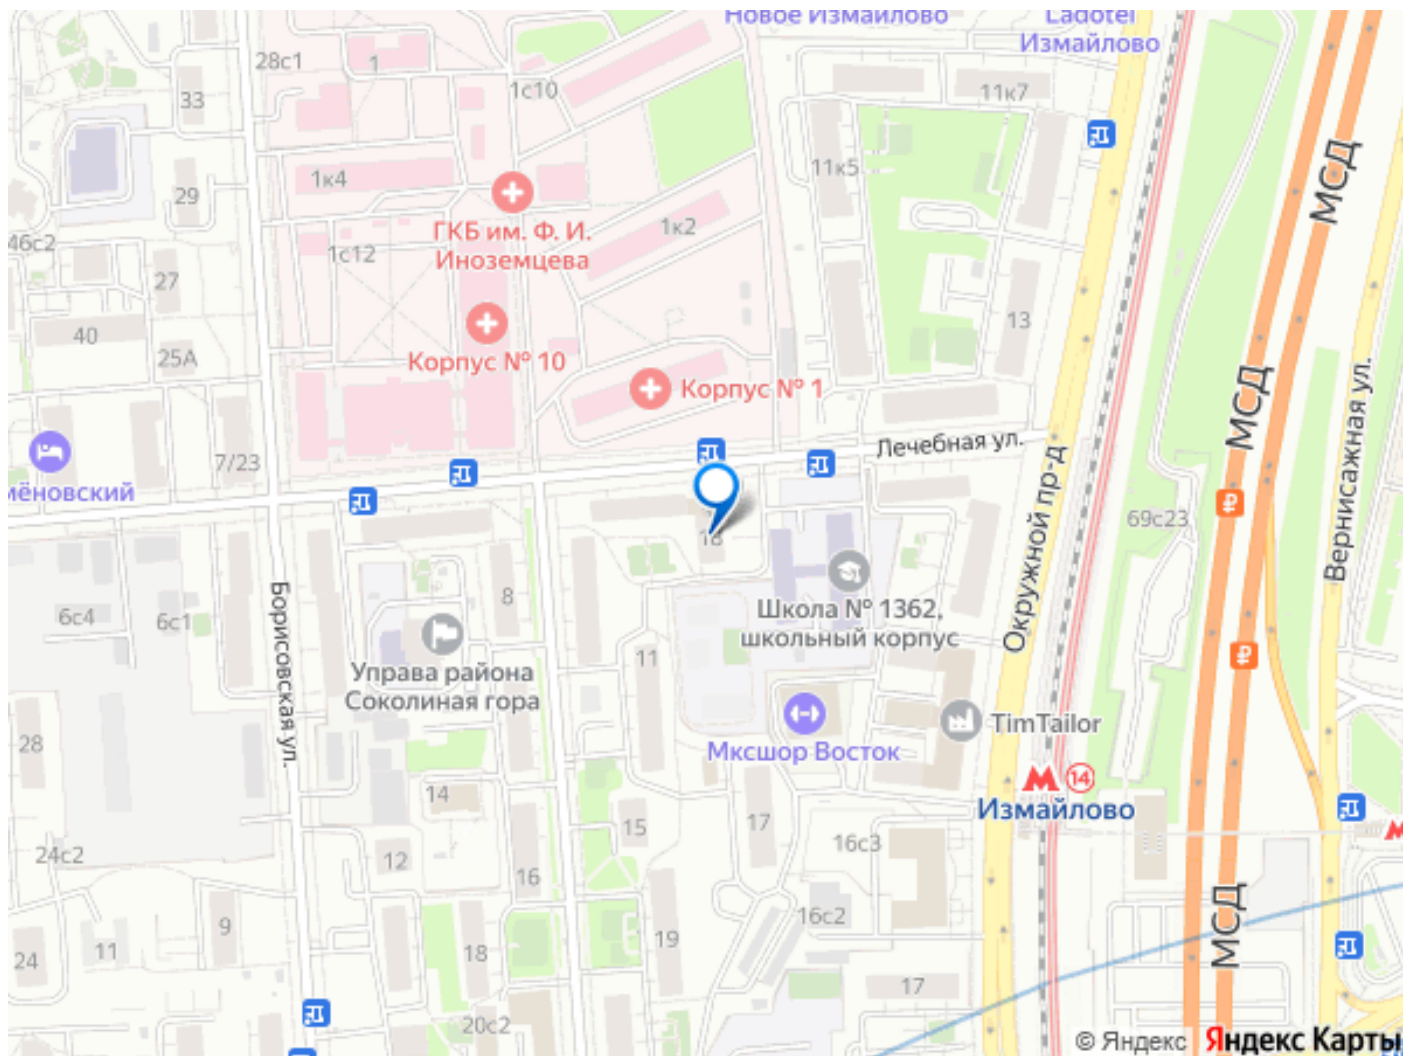 Новое Измайлово
Ladotel
Измайлово
28с1
1
33
1с10
11к7
МСД
11к5
1к4
29
ГКБ им. Ф. И.
Иноземцева
1к2
46с2
1с12
27
13
40
25А
Корпус № 10
Корпус № 1
МСД
Вернисажная ул.
Лечебная ул.
7/23
мёновский
69с23
Окружной пр-д
18
Борисовская ул.
6с4
6с1
8
Школа № 1362,
школьный корпус
Управа района
Соколиная гора
11
TimTailor
Мксшор Восток
28
14
14
Измайлово
15
17
16с3
24с2
12
16
МСД
16с2
9
11
18
19
24
17
20с2
© Яндекс
Яндекс Карты